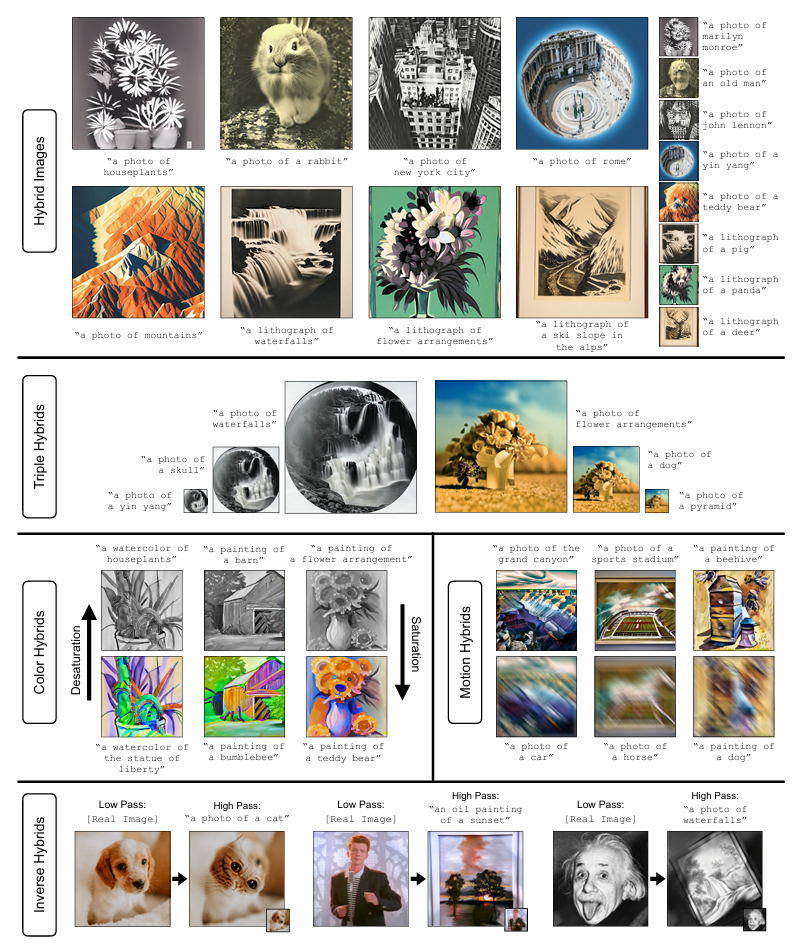 Hybrid Images
“a photo of
houseplants”
“a photo of a rabbit”
“a photo of
new york city”
“a photo of rome”
“a photo of
marilyn
monroe”
“a photo of
an old man”
“a photo of
john lennon”
“a photo of a
yin yang”
“a photo of a
teddy bear”
“a lithograph
of a pig”
“a lithograph
of a panda”
“a lithograph
of a deer”
“a photo of mountains”
“a lithograph of
waterfalls”
“a lithograph of
flower arrangements”
“a lithograph of
a ski slope in
the alps”
Triple Hybrids
“a photo of
waterfalls”
“a photo of
a skull”
“a photo of
a yin yang”
“a photo of
flower arrangements”
“a photo of
a dog”
“a photo of
a pyramid”
Color Hybrids
“a watercolor of
houseplants”
“a painting of
a barn”
“a painting of
a flower arrangement”
Desaturation
Saturation
“a watercolor of
the statue of
liberty”
“a painting of
a bumblebee”
“a painting of
a teddy bear”
Motion Hybrids
“a photo of the
grand canyon”
“a photo of a
sports stadium”
“a painting of
a beehive”
“a photo of
a car”
“a photo of
a horse”
“a painting of
a dog”
Inverse Hybrids
Low Pass:
[Real Image]
High Pass:
“a photo of a cat”
Low Pass:
[Real Image]
High Pass:
“an oil painting
of a sunset”
Low Pass:
[Real Image]
High Pass:
“a photo of
waterfalls”